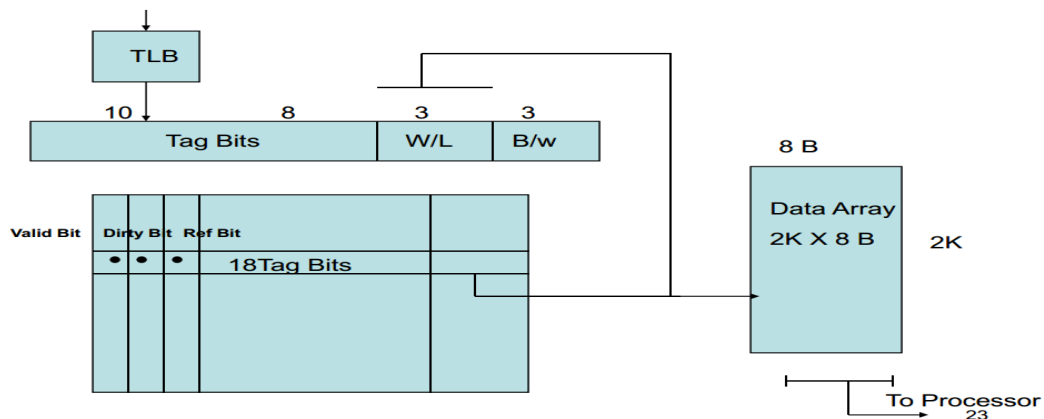 TLB
10 8 3 3
Tag Bits W/L B/w
8 B
Data Array
2K X 8 B
2K
Valid Bit Dirty Bit Ref Bit
18Tag Bits
To Processor
23